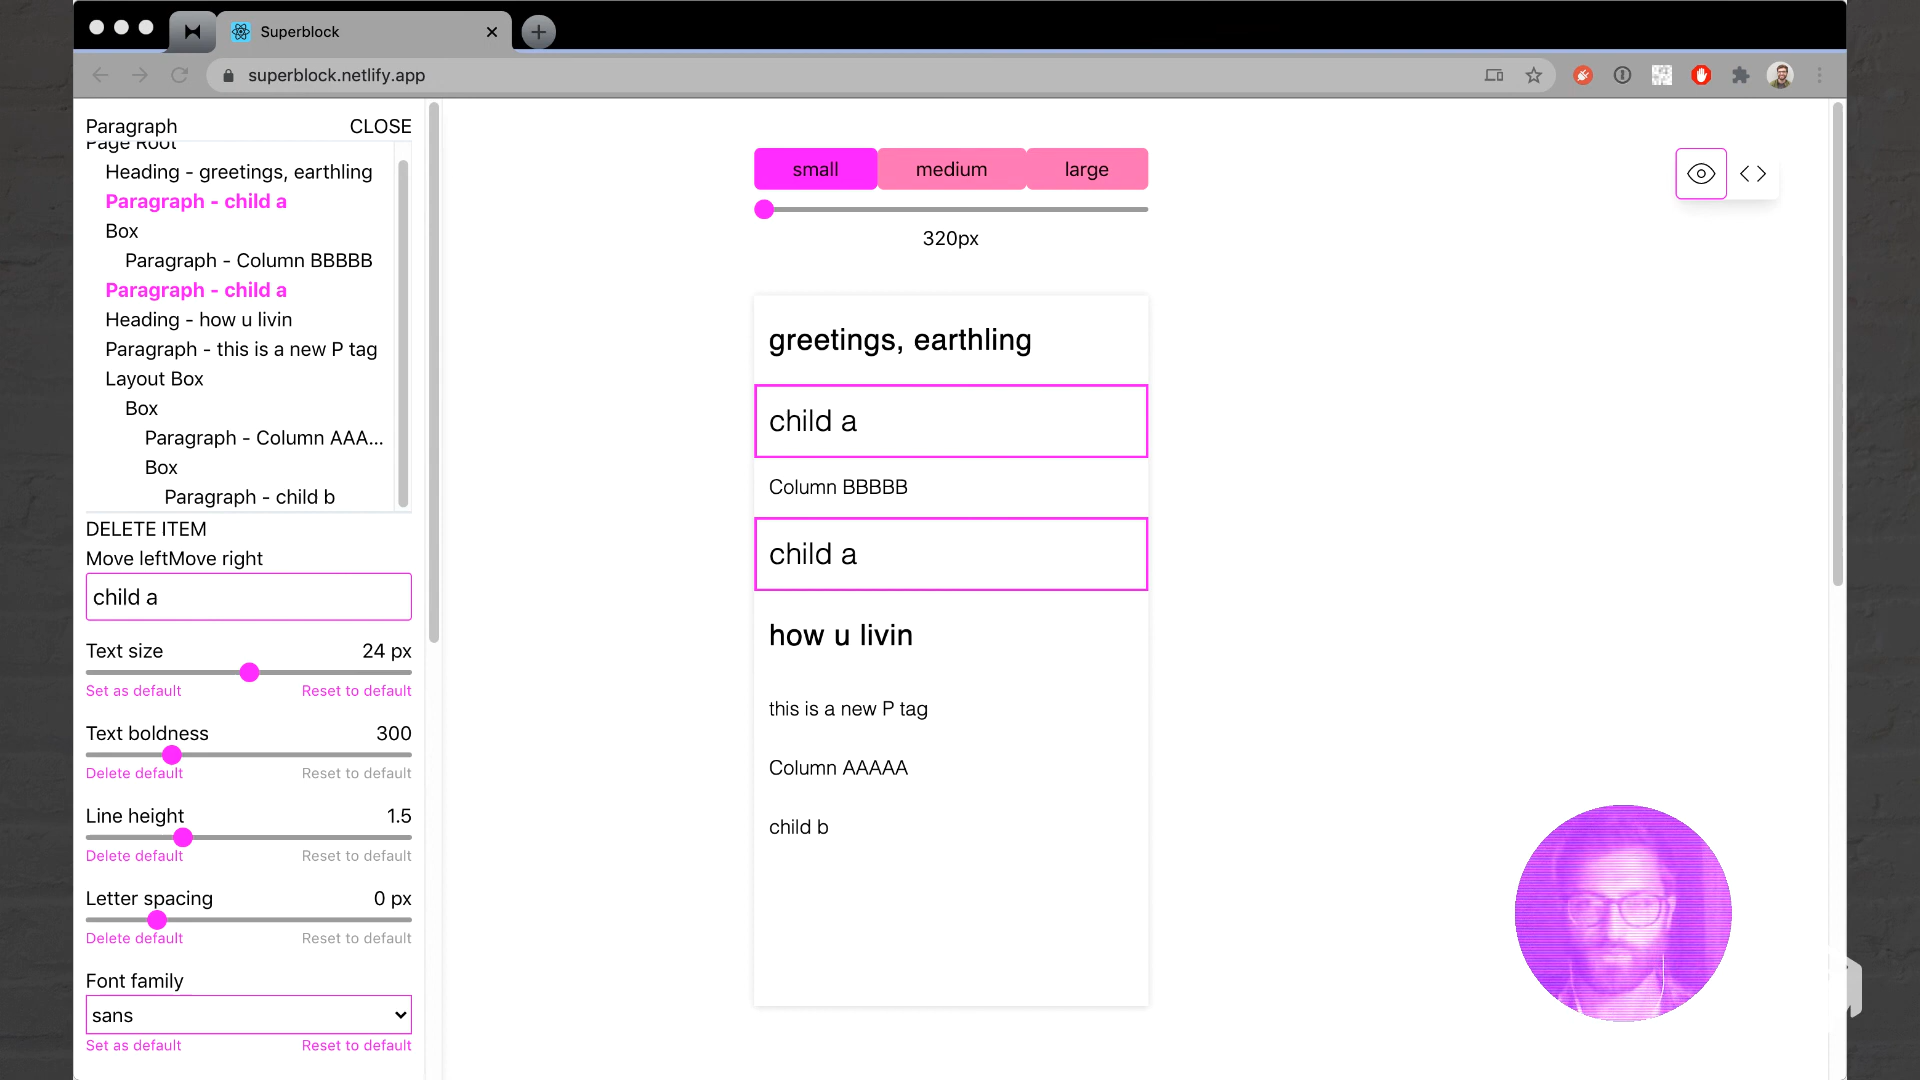 Superblock
superblock.netlify.app
Paragraph CLOSE
Page Root
Heading - greetings, earthling
Paragraph - child a
Box
Paragraph - Column BBBBB
Paragraph - child a
Heading - how u livin
Paragraph - this is a new P tag
Layout Box
Box
Paragraph - Column AAA...
Box
Paragraph - child b
DELETE ITEM
Move leftMove right
child a
Text size 24 px
Set as default Reset to default
Text boldness 300
Delete default Reset to default
Line height 1.5
Delete default Reset to default
Letter spacing 0 px
Delete default Reset to default
Font family
sans
Set as default Reset to default
small medium large
320px
greetings, earthling
child a
Column BBBBB
child a
how u livin
this is a new P tag
Column AAAAA
child b